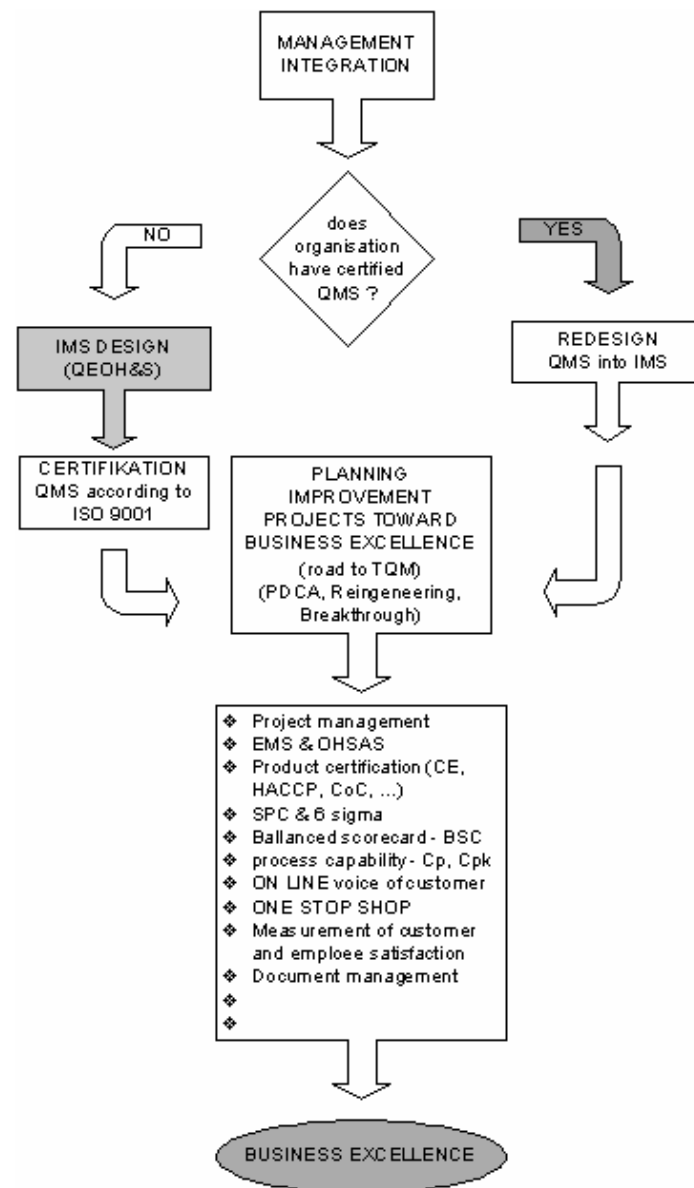 MANAGEMENT
INTEGRATION
does
organisation
have certified
QMS ?
NO
YES
IMS DESIGN
(QEOH&S)
REDESIGN
QMS into IMS
CERTIFIKATION
QMS according to
ISO 9001
PLANNING
IMPROVEMENT
PROJECTS TOWARD
BUSINESS EXCELLENCE
(road to TQM)
(PDCA, Reingeneering,
Breakthrough)
❖ Project management
❖ EMS & OHSAS
❖ Product certification (CE,
HACCP, CoC, ...)
❖ SPC & 6 sigma
❖ Ballanced scorecard - BSC
❖ process capability - Cp, Cpk
❖ ON LINE voice of customer
❖ ONE STOP SHOP
❖ Measurement of customer
and emploee satisfaction
❖ Document management
❖
❖
BUSINESS EXCELLENCE